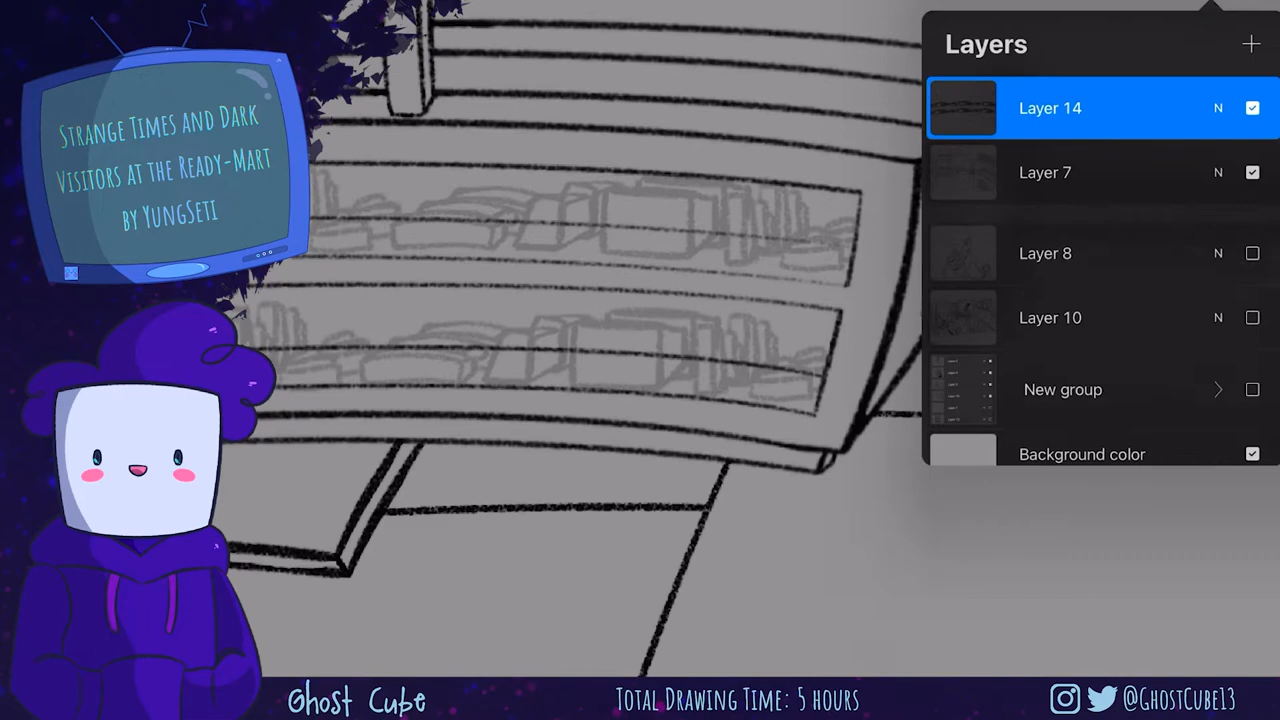 Strange Times and Dark
Visitors at the Ready-Mart
by YungSeti
Layers
Layer 14 N
Layer 7 N
Layer 8 N
Layer 10 N
New group
Background color
Ghost Cube
Total Drawing Time: 5 hours
@GhostCube13